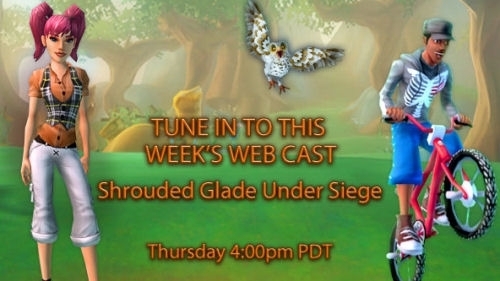 TUNE IN TO THIS
WEEK'S WEB CAST
Shrouded Glade Under Siege
Thursday 4:00pm PDT